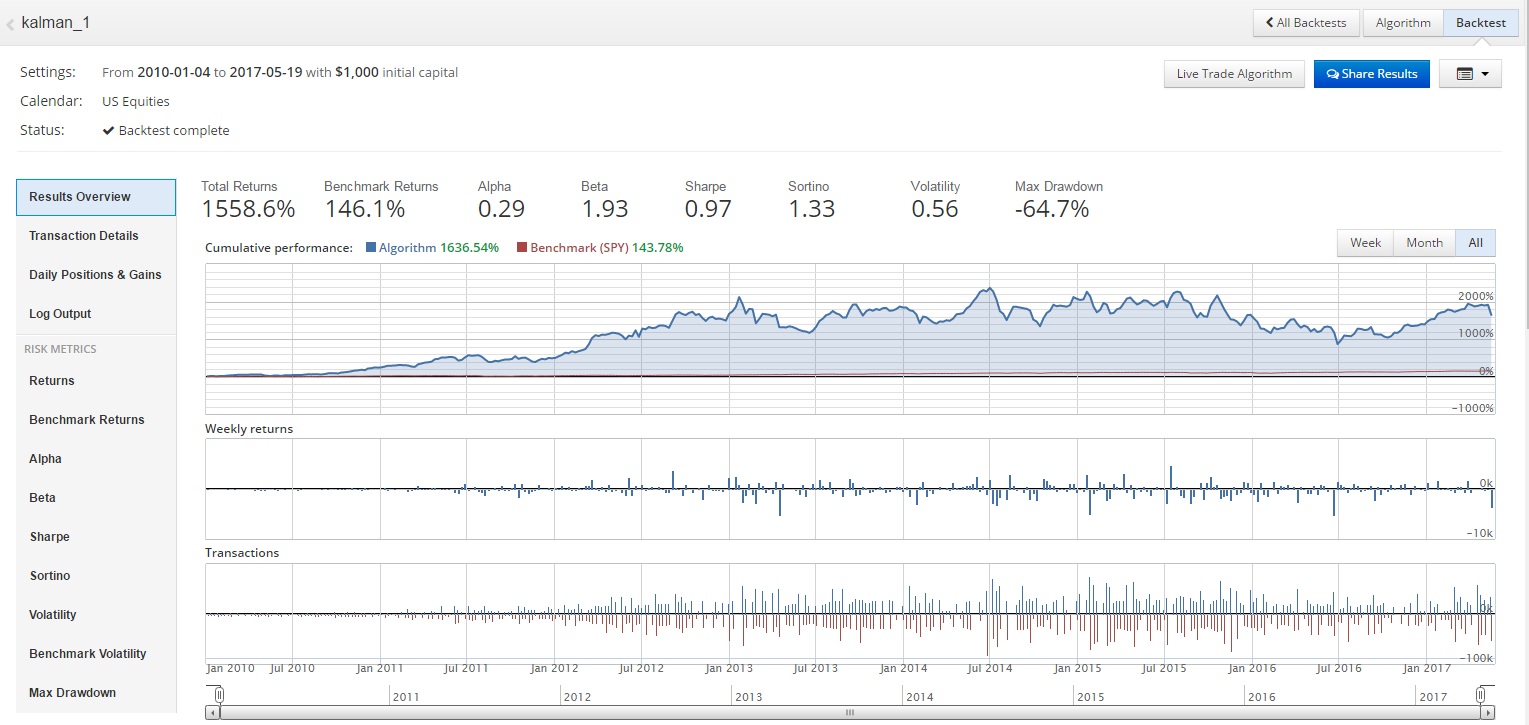 kalman_1
All Backtests Algorithm Backtest
Settings: From 2010-01-04 to 2017-05-19 with $1,000 initial capital
Live Trade Algorithm Share Results
Calendar: US Equities
Status: Backtest complete
Results Overview
Transaction Details
Daily Positions & Gains
Log Output
RISK METRICS
Returns
Benchmark Returns
Alpha
Beta
Sharpe
Sortino
Volatility
Benchmark Volatility
Max Drawdown
Total Returns Benchmark Returns Alpha Beta Sharpe Sortino Volatility Max Drawdown
1558.6% 146.1% 0.29 1.93 0.97 1.33 0.56 -64.7%
Cumulative performance: Algorithm 1636.54% Benchmark (SPY) 143.78%
Week Month All
2000%
1000%
0%
-1000%
Weekly returns
0k
-10k
Transactions
0k
-100k
Jan 2010 Jul 2010 Jan 2011 Jul 2011 Jan 2012 Jul 2012 Jan 2013 Jul 2013 Jan 2014 Jul 2014 Jan 2015 Jul 2015 Jan 2016 Jul 2016 Jan 2017
2011 2012 2013 2014 2015 2016 2017